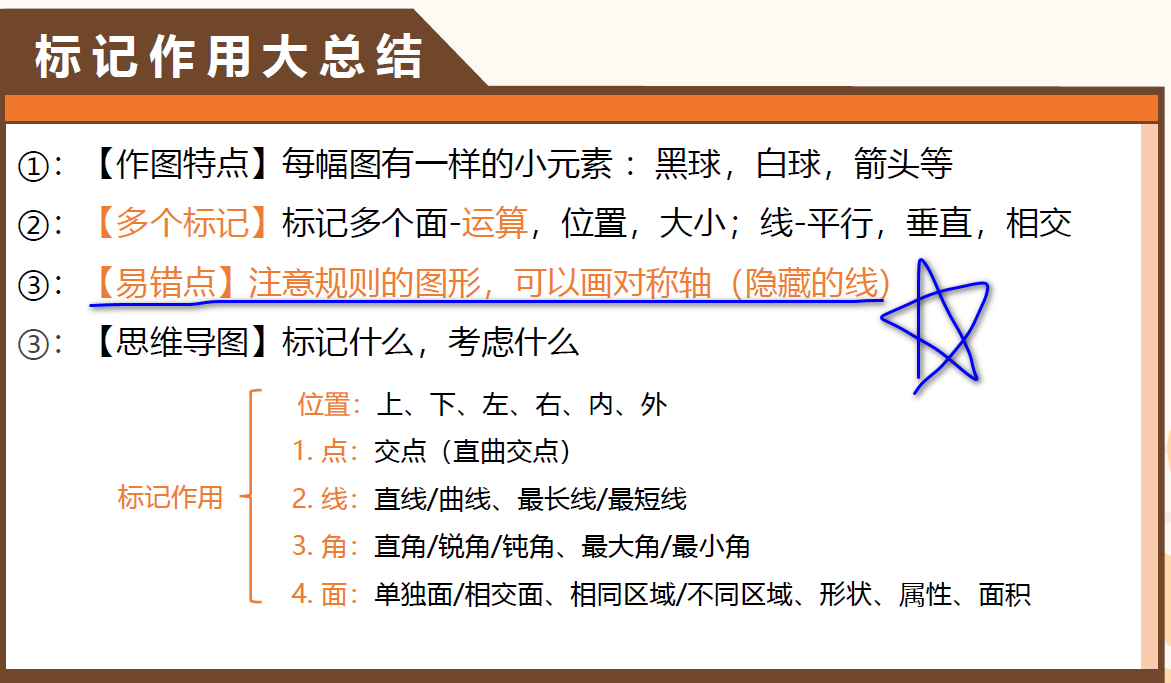 标记作用大总结
①：【作图特点】每幅图有一样的小元素：黑球，白球，箭头等
②：【多个标记】标记多个面-运算，位置，大小；线-平行，垂直，相交
③：【易错点】注意规则的图形，可以画对称轴（隐藏的线）
③：【思维导图】标记什么，考虑什么
标记作用
位置：上、下、左、右、内、外
1. 点：交点（直曲交点）
2. 线：直线/曲线、最长线/最短线
3. 角：直角/锐角/钝角、最大角/最小角
4. 面：单独面/相交面、相同区域/不同区域、形状、属性、面积